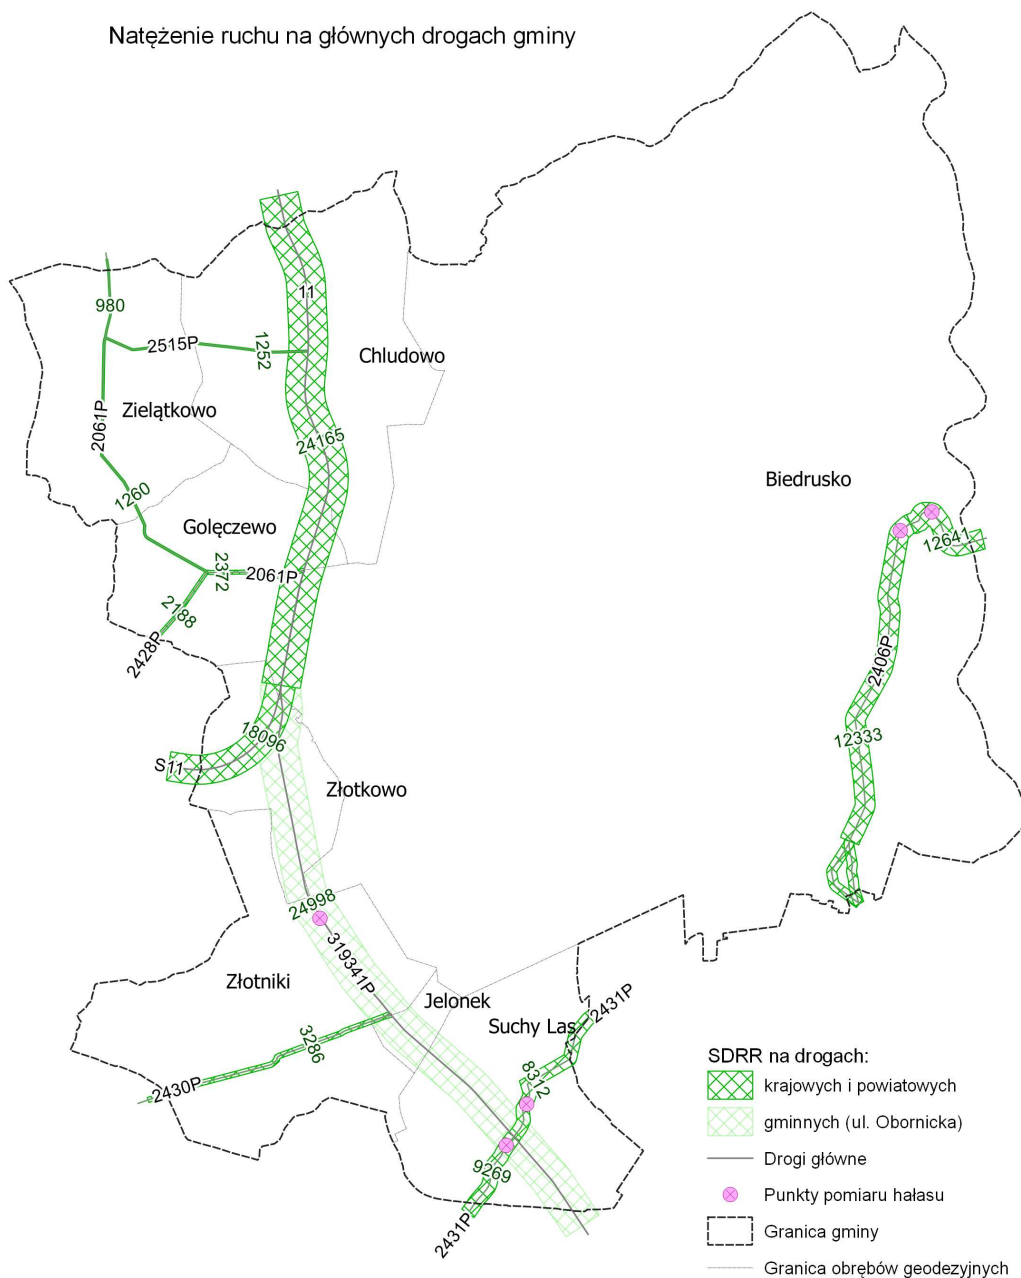 Natężenie ruchu na głównych drogach gminy
11
980
2515P
1252
Chludowo
2061P
Zielątkowo
24165
Biedrusko
1260
Golęczewo
12641
2372
2061P
2188
2428P
2406P
18096
12333
S11
Złotkowo
24998
319341P
Złotniki
Jelonek
2431P
Suchy Las
3286
8312
2430P
9269
2431P
SDRR na drogach:
krajowych i powiatowych
gminnych (ul. Obornicka)
Drogi główne
Punkty pomiaru hałasu
Granica gminy
Granica obrębów geodezyjnych